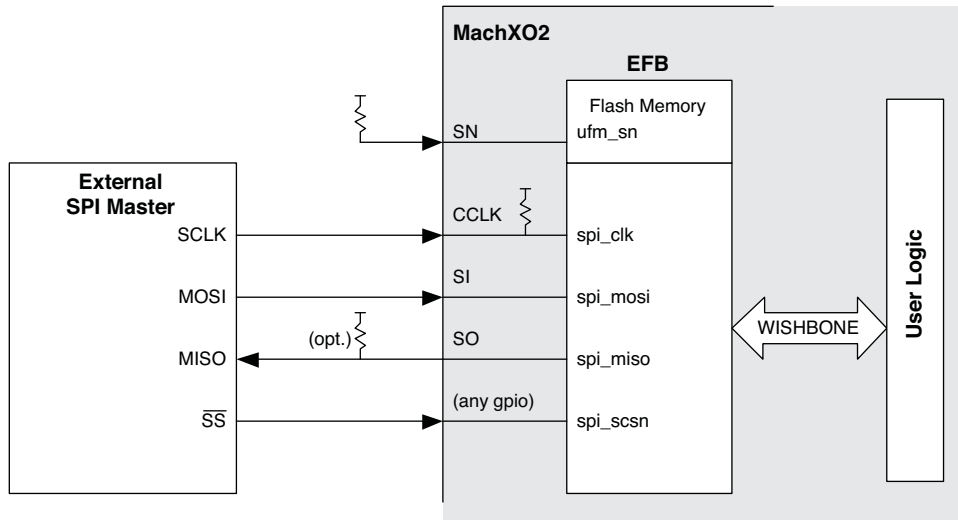 MachXO2
EFB
Flash Memory
ufm_sn
SN
External
SPI Master
CCLK
SCLK
spi_clk
SI
MOSI
spi_mosi
(opt.)
SO
MISO
spi_miso
(any gpio)
SS
spi_scsn
WISHBONE
User Logic